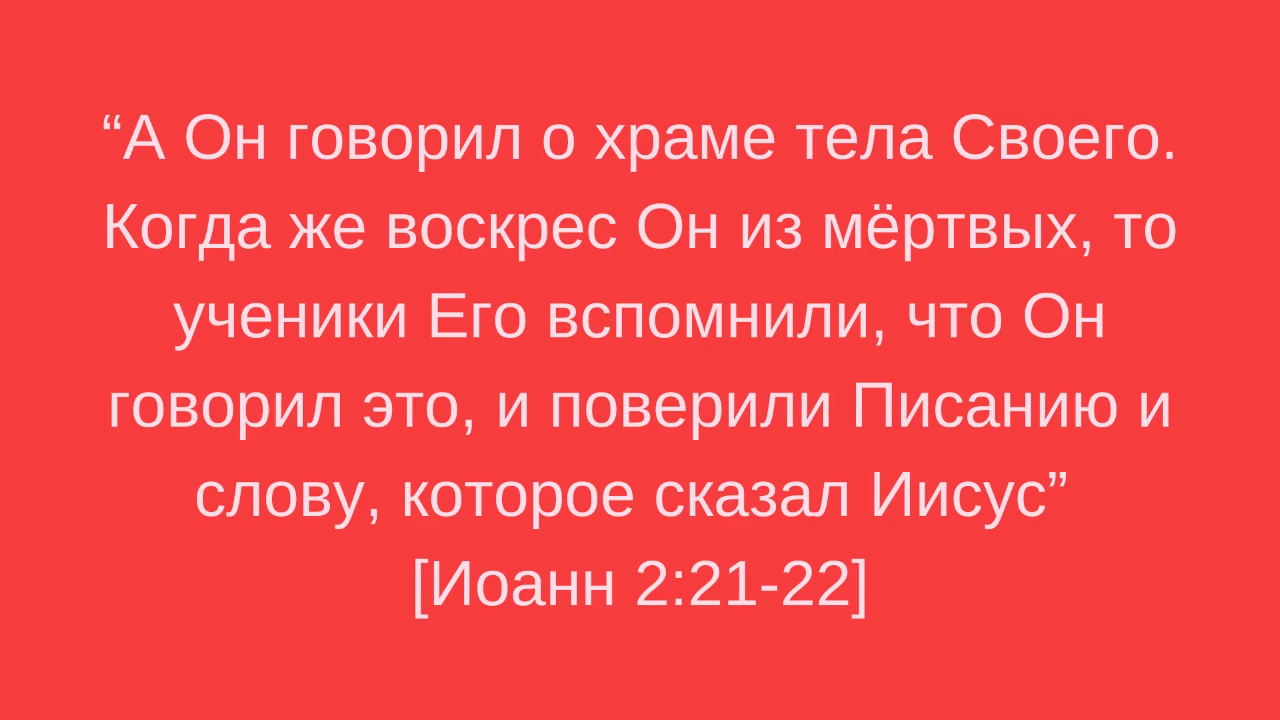 “А Он говорил о храме тела Своего.
Когда же воскрес Он из мёртвых, то
ученики Его вспомнили, что Он
говорил это, и поверили Писанию и
слову, которое сказал Иисус”
[Иоанн 2:21-22]